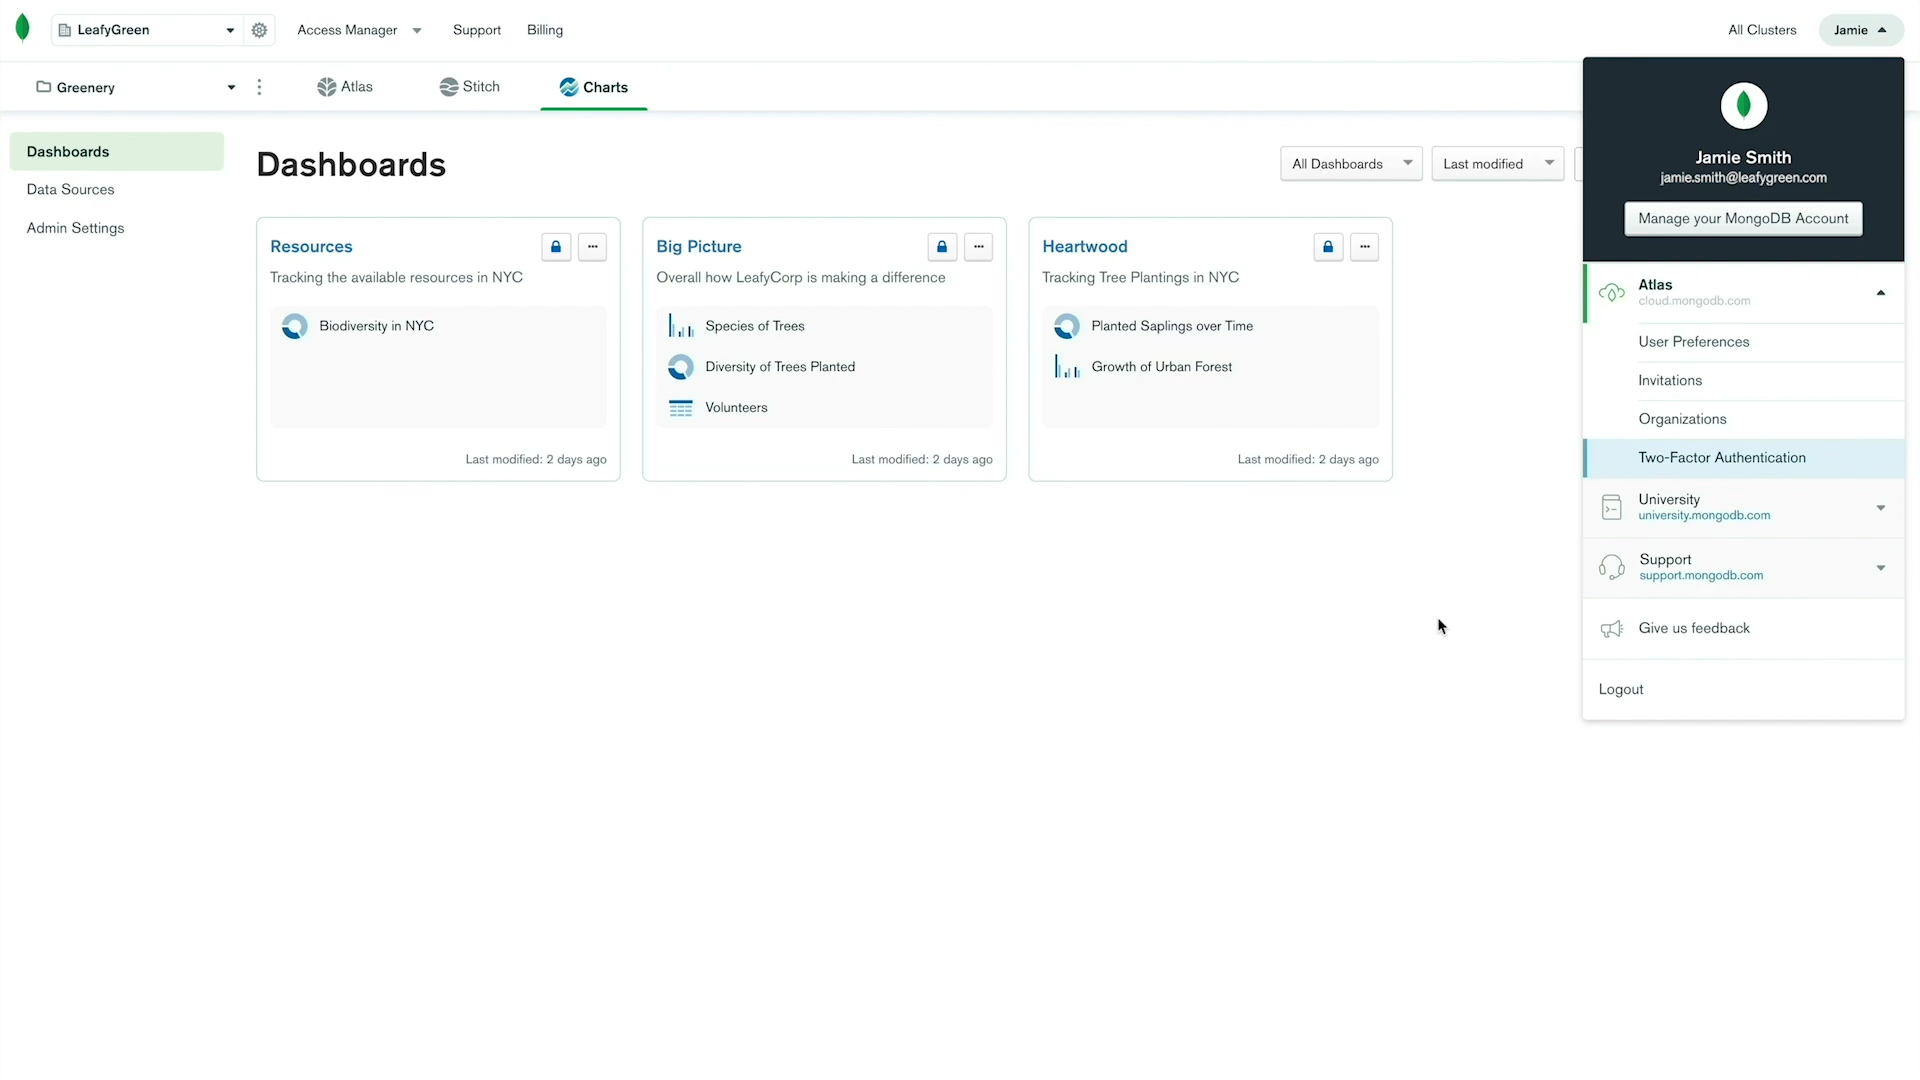 LeafyGreen
Access Manager
Support
Billing
All Clusters
Jamie
Greenery
Atlas
Stitch
Charts
Dashboards
Data Sources
Admin Settings
Dashboards
All Dashboards
Last modified
Resources
Tracking the available resources in NYC
Biodiversity in NYC
Last modified: 2 days ago
Big Picture
Overall how LeafyCorp is making a difference
Species of Trees
Diversity of Trees Planted
Volunteers
Last modified: 2 days ago
Heartwood
Tracking Tree Plantings in NYC
Planted Saplings over Time
Growth of Urban Forest
Last modified: 2 days ago
Jamie Smith
jamie.smith@leafygreen.com
Manage your MongoDB Account
Atlas
cloud.mongodb.com
User Preferences
Invitations
Organizations
Two-Factor Authentication
University
university.mongodb.com
Support
support.mongodb.com
Give us feedback
Logout